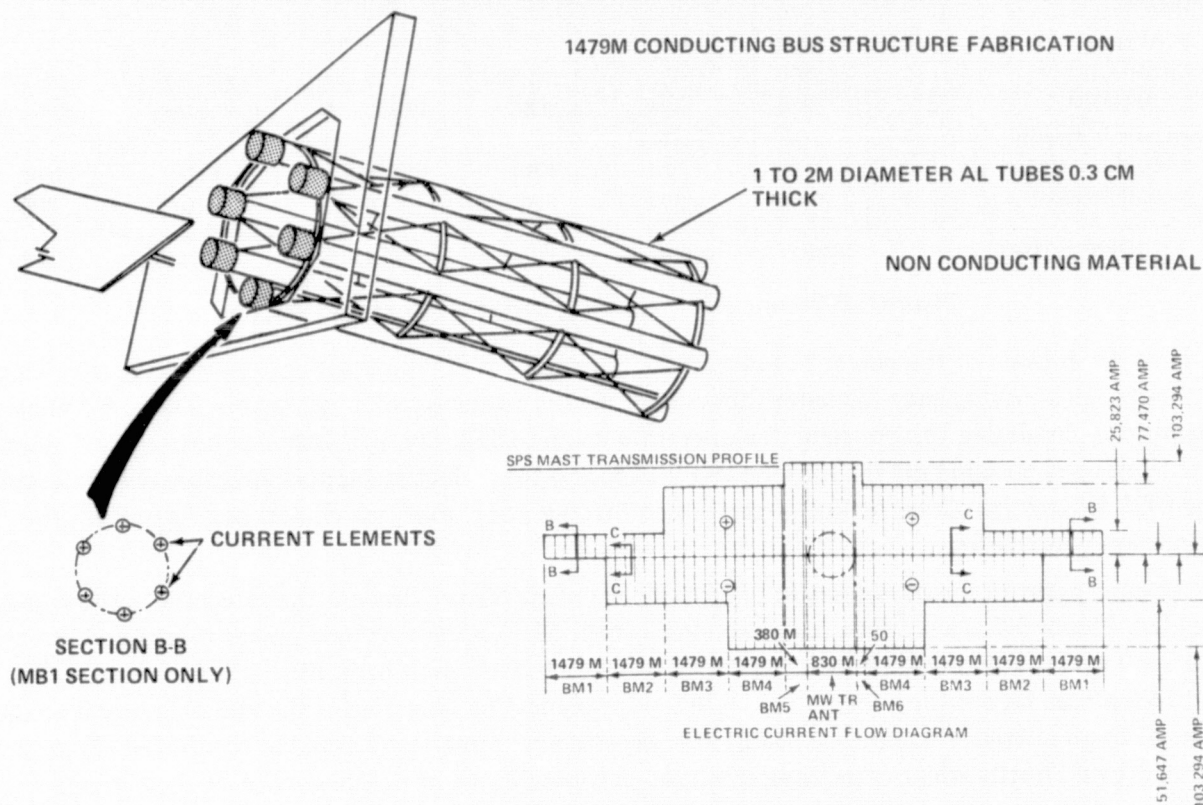 1479M CONDUCTING BUS STRUCTURE FABRICATION
1 TO 2M DIAMETER AL TUBES 0.3 CM
THICK
NON CONDUCTING MATERIAL
25,823 AMP
77,470 AMP
103,294 AMP
SPS MAST TRANSMISSION PROFILE
CURRENT ELEMENTS
SECTION B-B
(MB1 SECTION ONLY)
B
B
C
C
C
C
B
B
+ +
− −
380 M 50
1479 M 1479 M 1479 M 1479 M 830 M 1479 M 1479 M 1479 M 1479 M
BM1 BM2 BM3 BM4 BM5 MW TR BM6 BM4 BM3 BM2 BM1
ANT
ELECTRIC CURRENT FLOW DIAGRAM
51,647 AMP
103,294 AMP